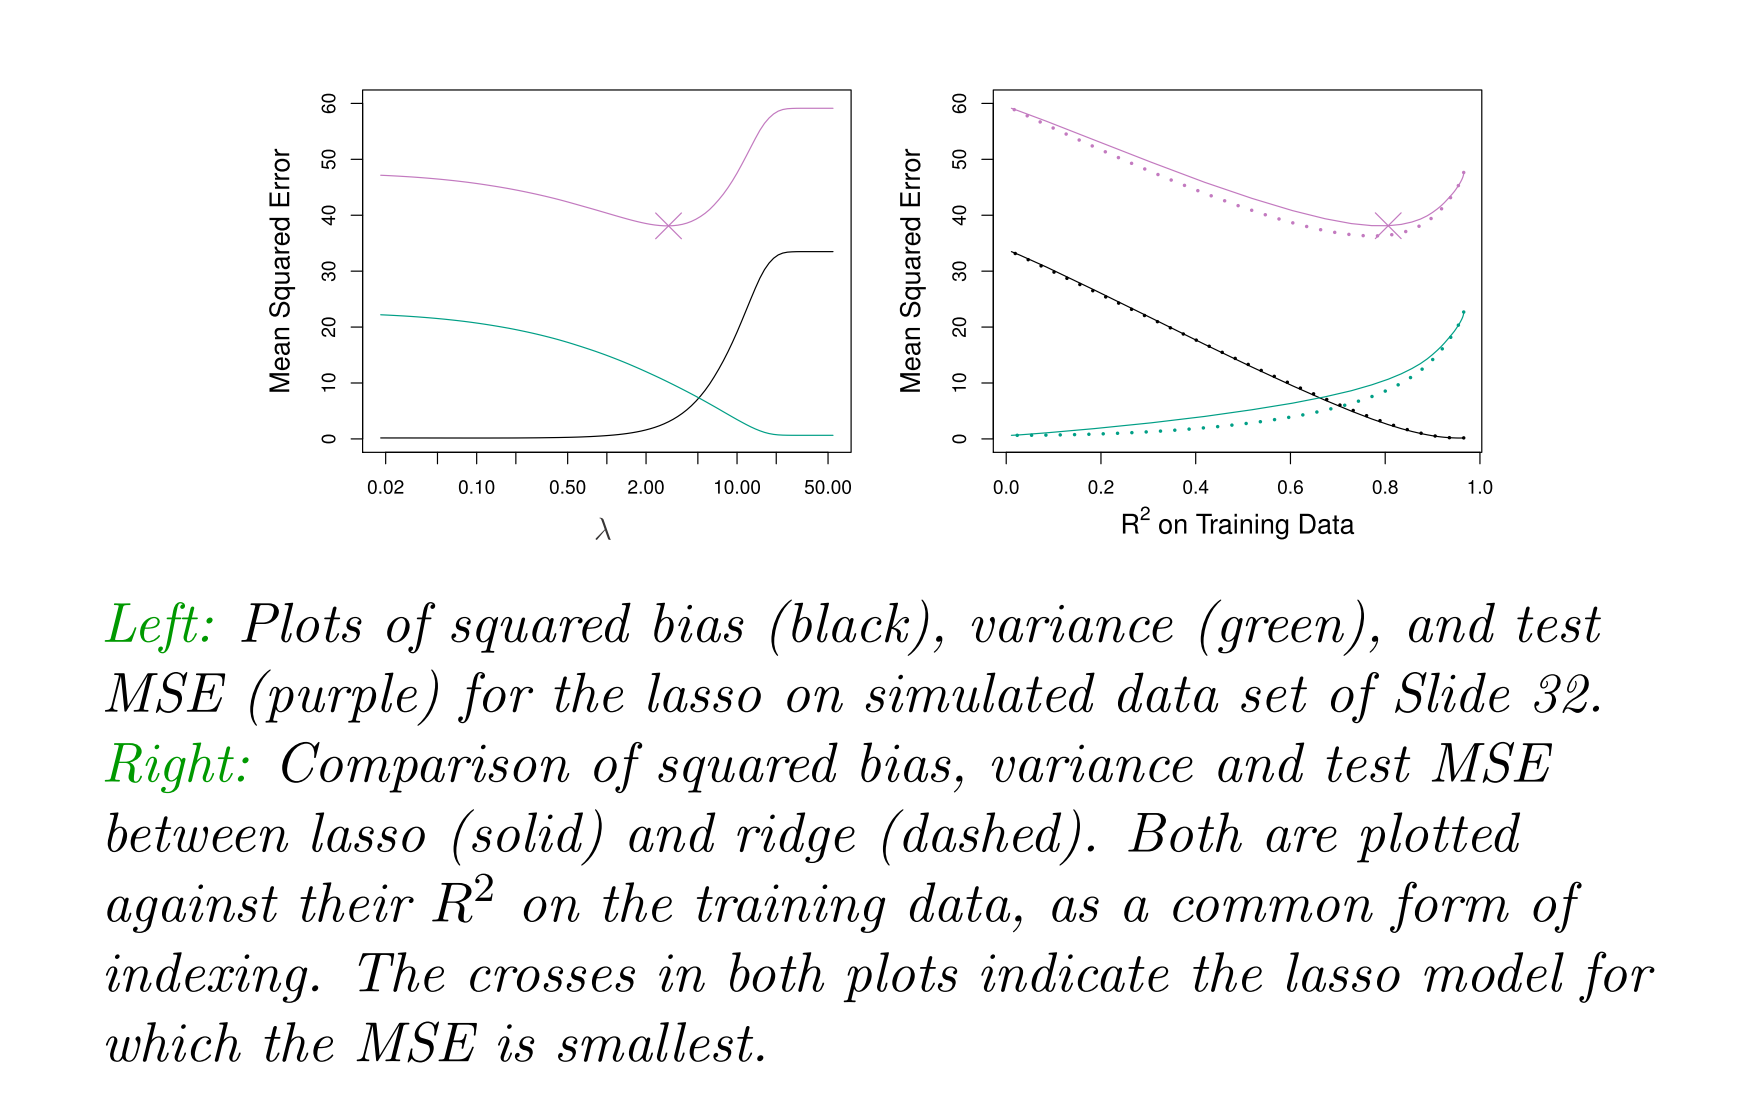 60
50
40
30
20
10
0
Mean Squared Error
0.02 0.10 0.50 2.00 10.00 50.00
λ
60
50
40
30
20
10
0
Mean Squared Error
0.0 0.2 0.4 0.6 0.8 1.0
R² on Training Data
Left: Plots of squared bias (black), variance (green), and test
MSE (purple) for the lasso on simulated data set of Slide 32.
Right: Comparison of squared bias, variance and test MSE
between lasso (solid) and ridge (dashed). Both are plotted
against their R² on the training data, as a common form of
indexing. The crosses in both plots indicate the lasso model for
which the MSE is smallest.